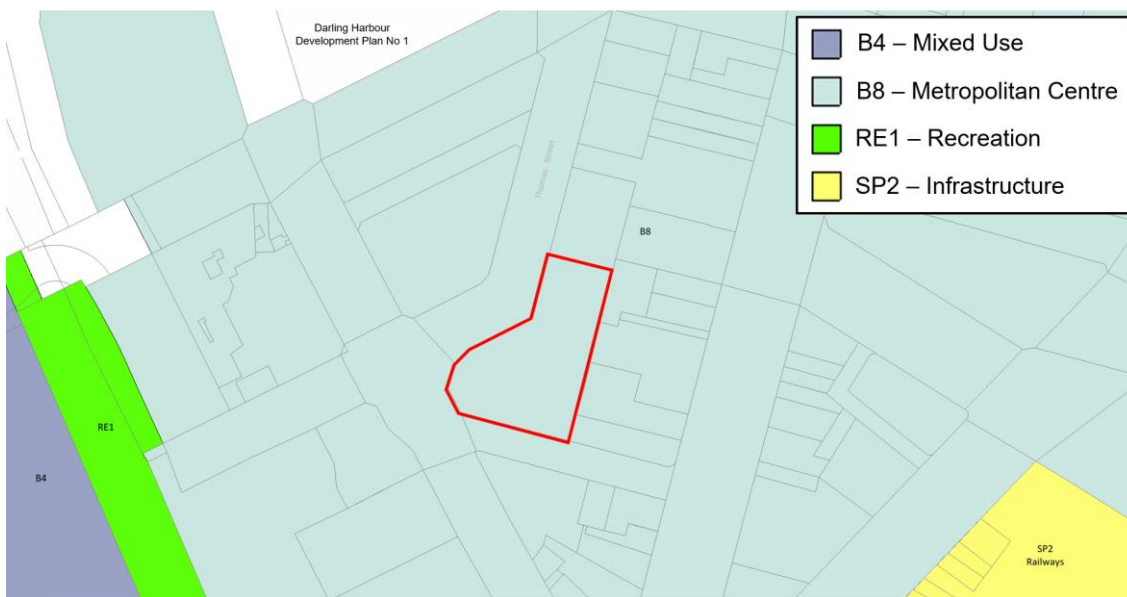 Darling Harbour
Development Plan No 1
B4 – Mixed Use
B8 – Metropolitan Centre
RE1 – Recreation
SP2 – Infrastructure
Thomas Street
B8
RE1
B4
SP2
Railways